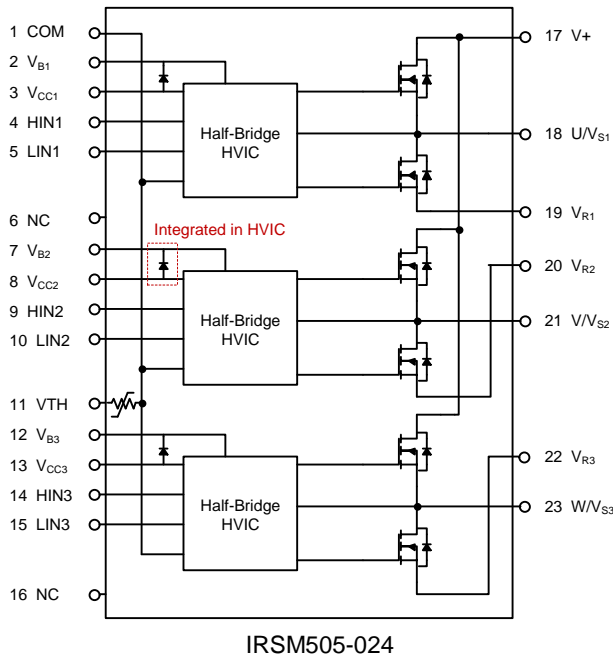 1 COM
2 VB1
3 VCC1
4 HIN1
5 LIN1
6 NC
7 VB2
8 VCC2
9 HIN2
10 LIN2
11 VTH
12 VB3
13 VCC3
14 HIN3
15 LIN3
16 NC
Half-Bridge
HVIC
Integrated in HVIC
Half-Bridge
HVIC
Half-Bridge
HVIC
17 V+
18 U/VS1
19 VR1
20 VR2
21 V/VS2
22 VR3
23 W/VS3
IRSM505-024